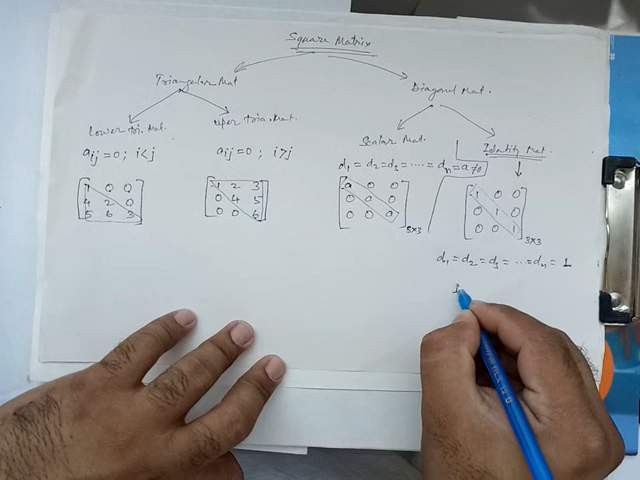 Square Matrix
Triangular Mat
Diagonal Mat.
Lower tri. Mat.
aij = 0 ; i<j
1 0 0
4 2 0
5 6 3
uper tria. Mat.
aij = 0 ; i>j
1 2 3
0 4 5
0 0 6
Scalar Mat.
d1 = d2 = d3 = ...... = dn = a≠0
a 0 0
0 a 0
0 0 a
3×3
Identity Mat.
1 0 0
0 1 0
0 0 1
3×3
d1 = d2 = d3 = ... = dn = 1